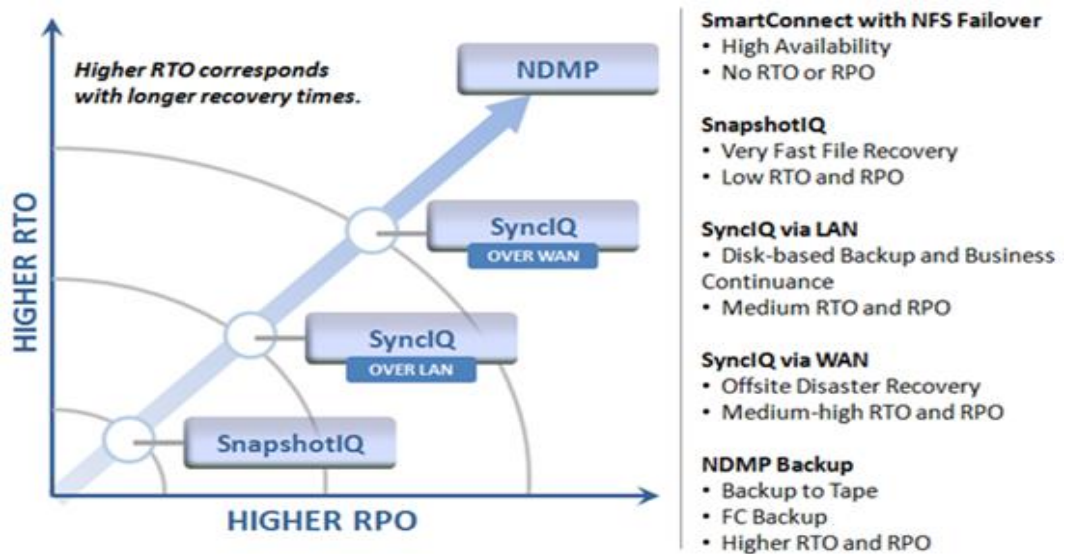 Higher RTO corresponds
with longer recovery times.
NDMP
SyncIQ
OVER WAN
SyncIQ
OVER LAN
SnapshotIQ
HIGHER RTO
HIGHER RPO
SmartConnect with NFS Failover
• High Availability
• No RTO or RPO
SnapshotIQ
• Very Fast File Recovery
• Low RTO and RPO
SyncIQ via LAN
• Disk-based Backup and Business
Continuance
• Medium RTO and RPO
SyncIQ via WAN
• Offsite Disaster Recovery
• Medium-high RTO and RPO
NDMP Backup
• Backup to Tape
• FC Backup
• Higher RTO and RPO